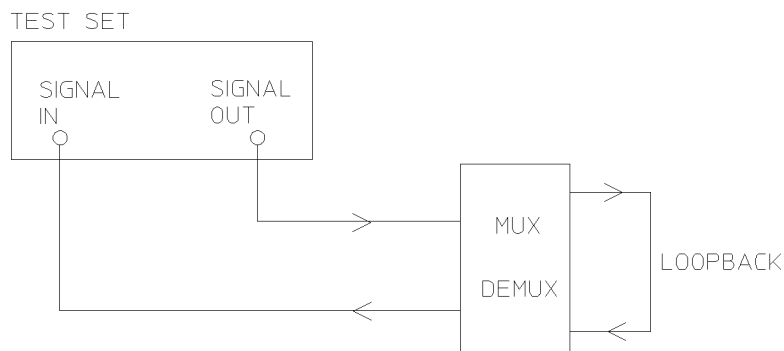 TEST SET
SIGNAL
IN
SIGNAL
OUT
MUX
LOOPBACK
DEMUX